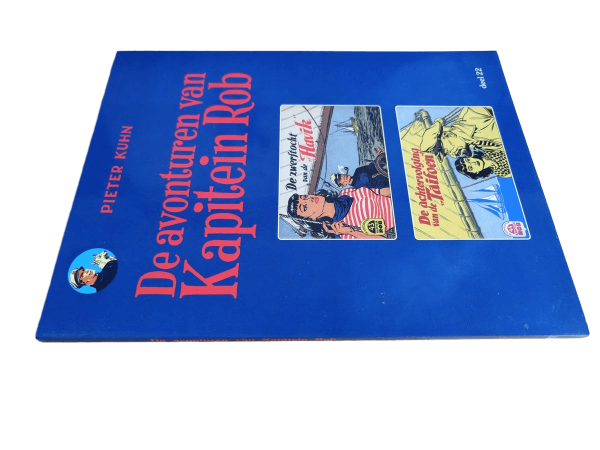 PIETER KUHN
De avonturen van
Kapitein Rob
De zwerftocht
van de Havik
De achtervolging
van de Taifoen
deel 22